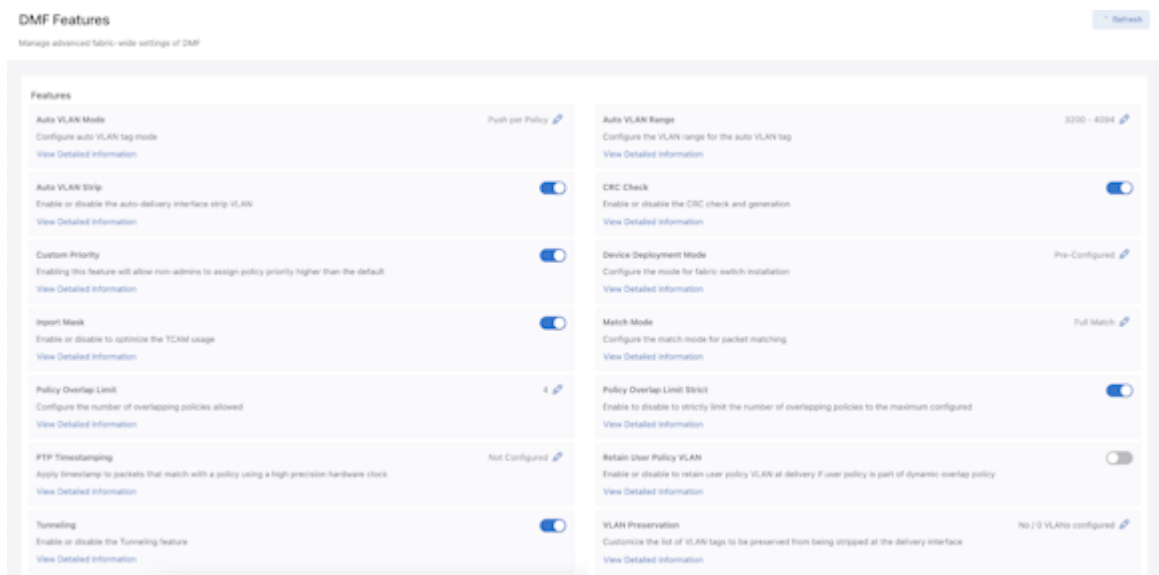 DMF Features
Refresh
Manage advanced fabric-wide settings of DMF
Features
Auto VLAN Mode
Push per Policy
Configure auto VLAN tag mode
View Detailed Information
Auto VLAN Range
3200 - 4094
Configure the VLAN range for the auto VLAN tag
View Detailed Information
Auto VLAN Strip
Enable or disable the auto-delivery interface strip VLAN
View Detailed Information
CRC Check
Enable or disable the CRC check and generation
View Detailed Information
Custom Priority
Enabling this feature will allow non-admins to assign policy priority higher than the default
View Detailed Information
Device Deployment Mode
Pre-Configured
Configure the mode for fabric switch installation
View Detailed Information
Inport Mask
Enable or disable to optimize the TCAM usage
View Detailed Information
Match Mode
Full Match
Configure the match mode for packet matching
View Detailed Information
Policy Overlap Limit
4
Configure the number of overlapping policies allowed
View Detailed Information
Policy Overlap Limit Strict
Enable to disable to strictly limit the number of overlapping policies to the maximum configured
View Detailed Information
PTP Timestamping
Not Configured
Apply timestamp to packets that match with a policy using a high precision hardware clock
View Detailed Information
Retain User Policy VLAN
Enable or disable to retain user policy VLAN at delivery if user policy is part of dynamic overlap policy
View Detailed Information
Tunneling
Enable or disable the Tunneling feature
View Detailed Information
VLAN Preservation
No / 0 VLANs configured
Customize the list of VLAN tags to be preserved from being stripped at the delivery interface
View Detailed Information